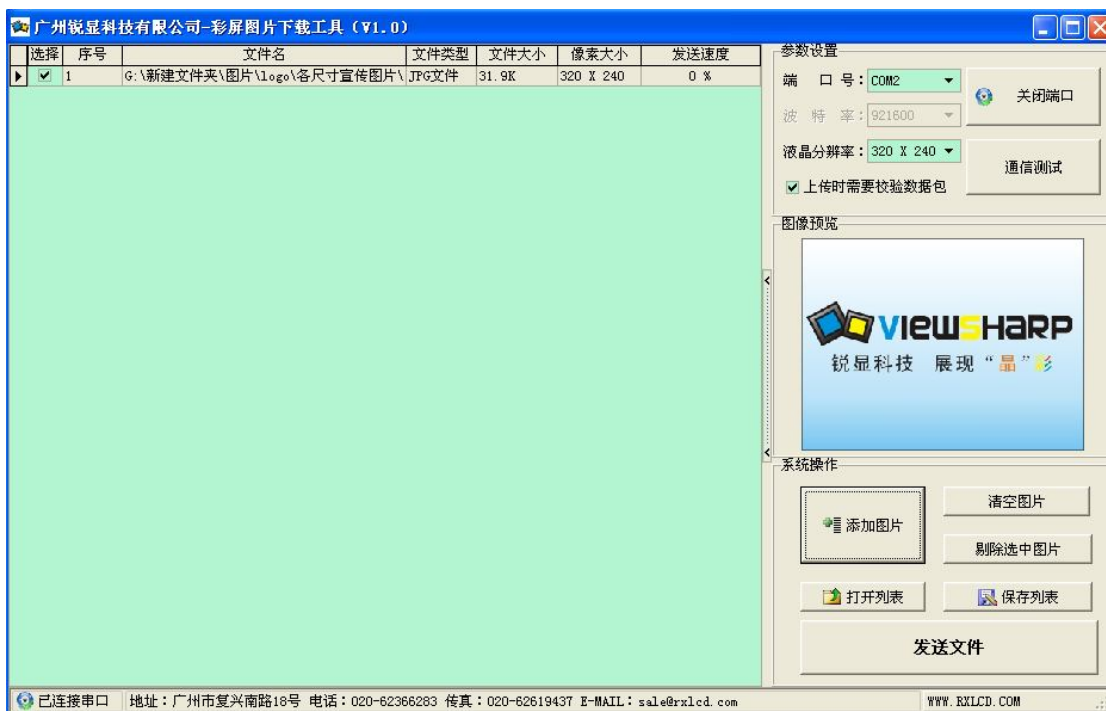 广州锐显科技有限公司-彩屏图片下载工具（V1.0）
选择 序号 文件名 文件类型 文件大小 像素大小 发送速度
1 G:\新建文件夹\图片\logo\各尺寸宣传图片\ JPG文件 31.9K 320 X 240 0 %
参数设置
端 口 号：COM2
关闭端口
波 特 率：921600
液晶分辨率：320 X 240
通信测试
上传时需要校验数据包
图像预览
VIEWSHARP
锐显科技 展现“晶”彩
系统操作
添加图片
清空图片
剔除选中图片
打开列表
保存列表
发送文件
已连接串口 地址：广州市复兴南路18号 电话：020-62366283 传真：020-62619437 E-MAIL：sale@rxlcd.com WWW.RXLCD.COM